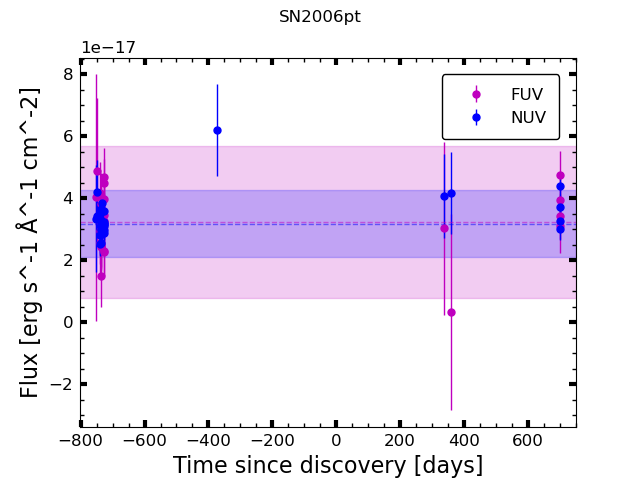 SN2006pt
1e−17
8
6
4
2
0
−2
−800 −600 −400 −200 0 200 400 600
Flux [erg s^-1 Å^-1 cm^-2]
Time since discovery [days]
FUV
NUV